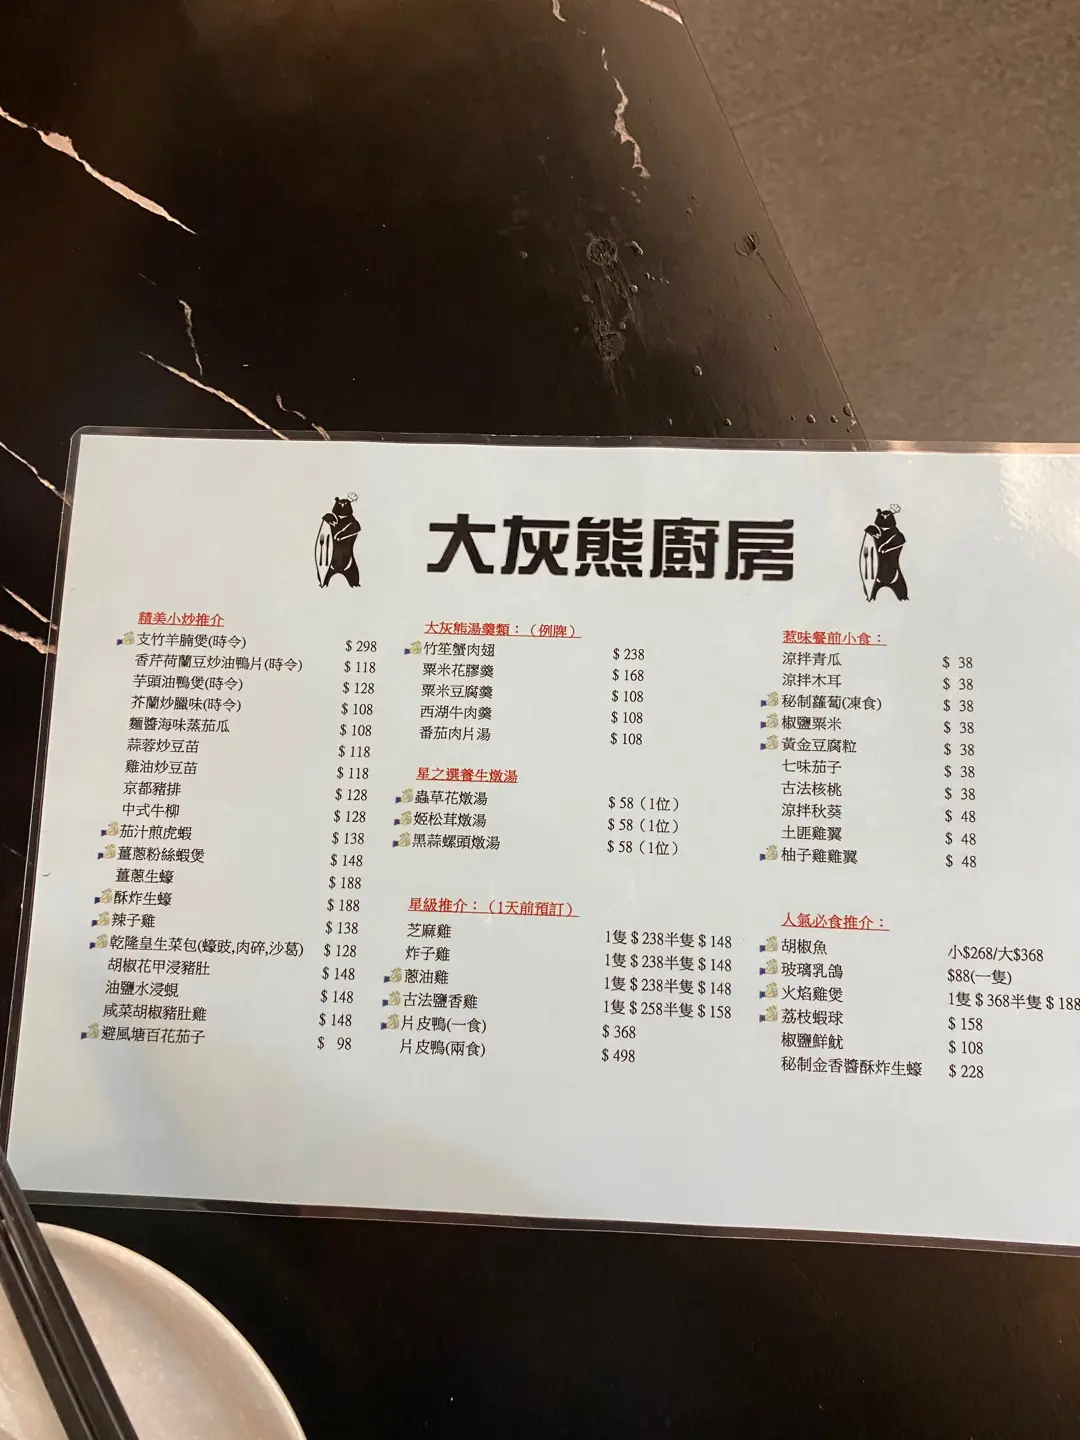 大灰熊廚房
精美小炒推介
支竹羊腩煲(時令) $ 298
香芹荷蘭豆炒油鴨片(時令) $ 118
芋頭油鴨煲(時令) $ 128
芥蘭炒臘味(時令) $ 108
麵醬海味蒸茄瓜 $ 108
蒜蓉炒豆苗 $ 118
雞油炒豆苗 $ 118
京都豬排 $ 128
中式牛柳 $ 128
茄汁煎虎蝦 $ 138
薑蔥粉絲蝦煲 $ 148
薑蔥生蠔 $ 188
酥炸生蠔 $ 188
辣子雞 $ 138
乾隆皇生菜包(蠔豉,肉碎,沙葛) $ 128
胡椒花甲浸豬肚 $ 148
油鹽水浸蜆 $ 148
咸菜胡椒豬肚雞 $ 148
避風塘百花茄子 $ 98
大灰熊湯羹類：（例牌）
竹笙蟹肉翅 $ 238
粟米花膠羹 $ 168
粟米豆腐羹 $ 108
西湖牛肉羹 $ 108
番茄肉片湯 $ 108
星之選養生燉湯
蟲草花燉湯 $ 58（1位）
姬松茸燉湯 $ 58（1位）
黑蒜螺頭燉湯 $ 58（1位）
星級推介：（1天前預訂）
芝麻雞 1隻＄238半隻＄148
炸子雞 1隻＄238半隻＄148
蔥油雞 1隻＄238半隻＄148
古法鹽香雞 1隻＄258半隻＄158
片皮鴨(一食) $ 368
片皮鴨(兩食) $ 498
惹味餐前小食：
涼拌青瓜 $ 38
涼拌木耳 $ 38
秘制蘿蔔(凍食) $ 38
椒鹽粟米 $ 38
黃金豆腐粒 $ 38
七味茄子 $ 38
古法核桃 $ 38
涼拌秋葵 $ 48
土匪雞翼 $ 48
柚子雞雞翼 $ 48
人氣必食推介：
胡椒魚 小$268/大$368
玻璃乳鴿 $88(一隻)
火焰雞煲 1隻＄368半隻＄188
荔枝蝦球 $ 158
椒鹽鮮魷 $ 108
秘制金香醬酥炸生蠔 $ 228